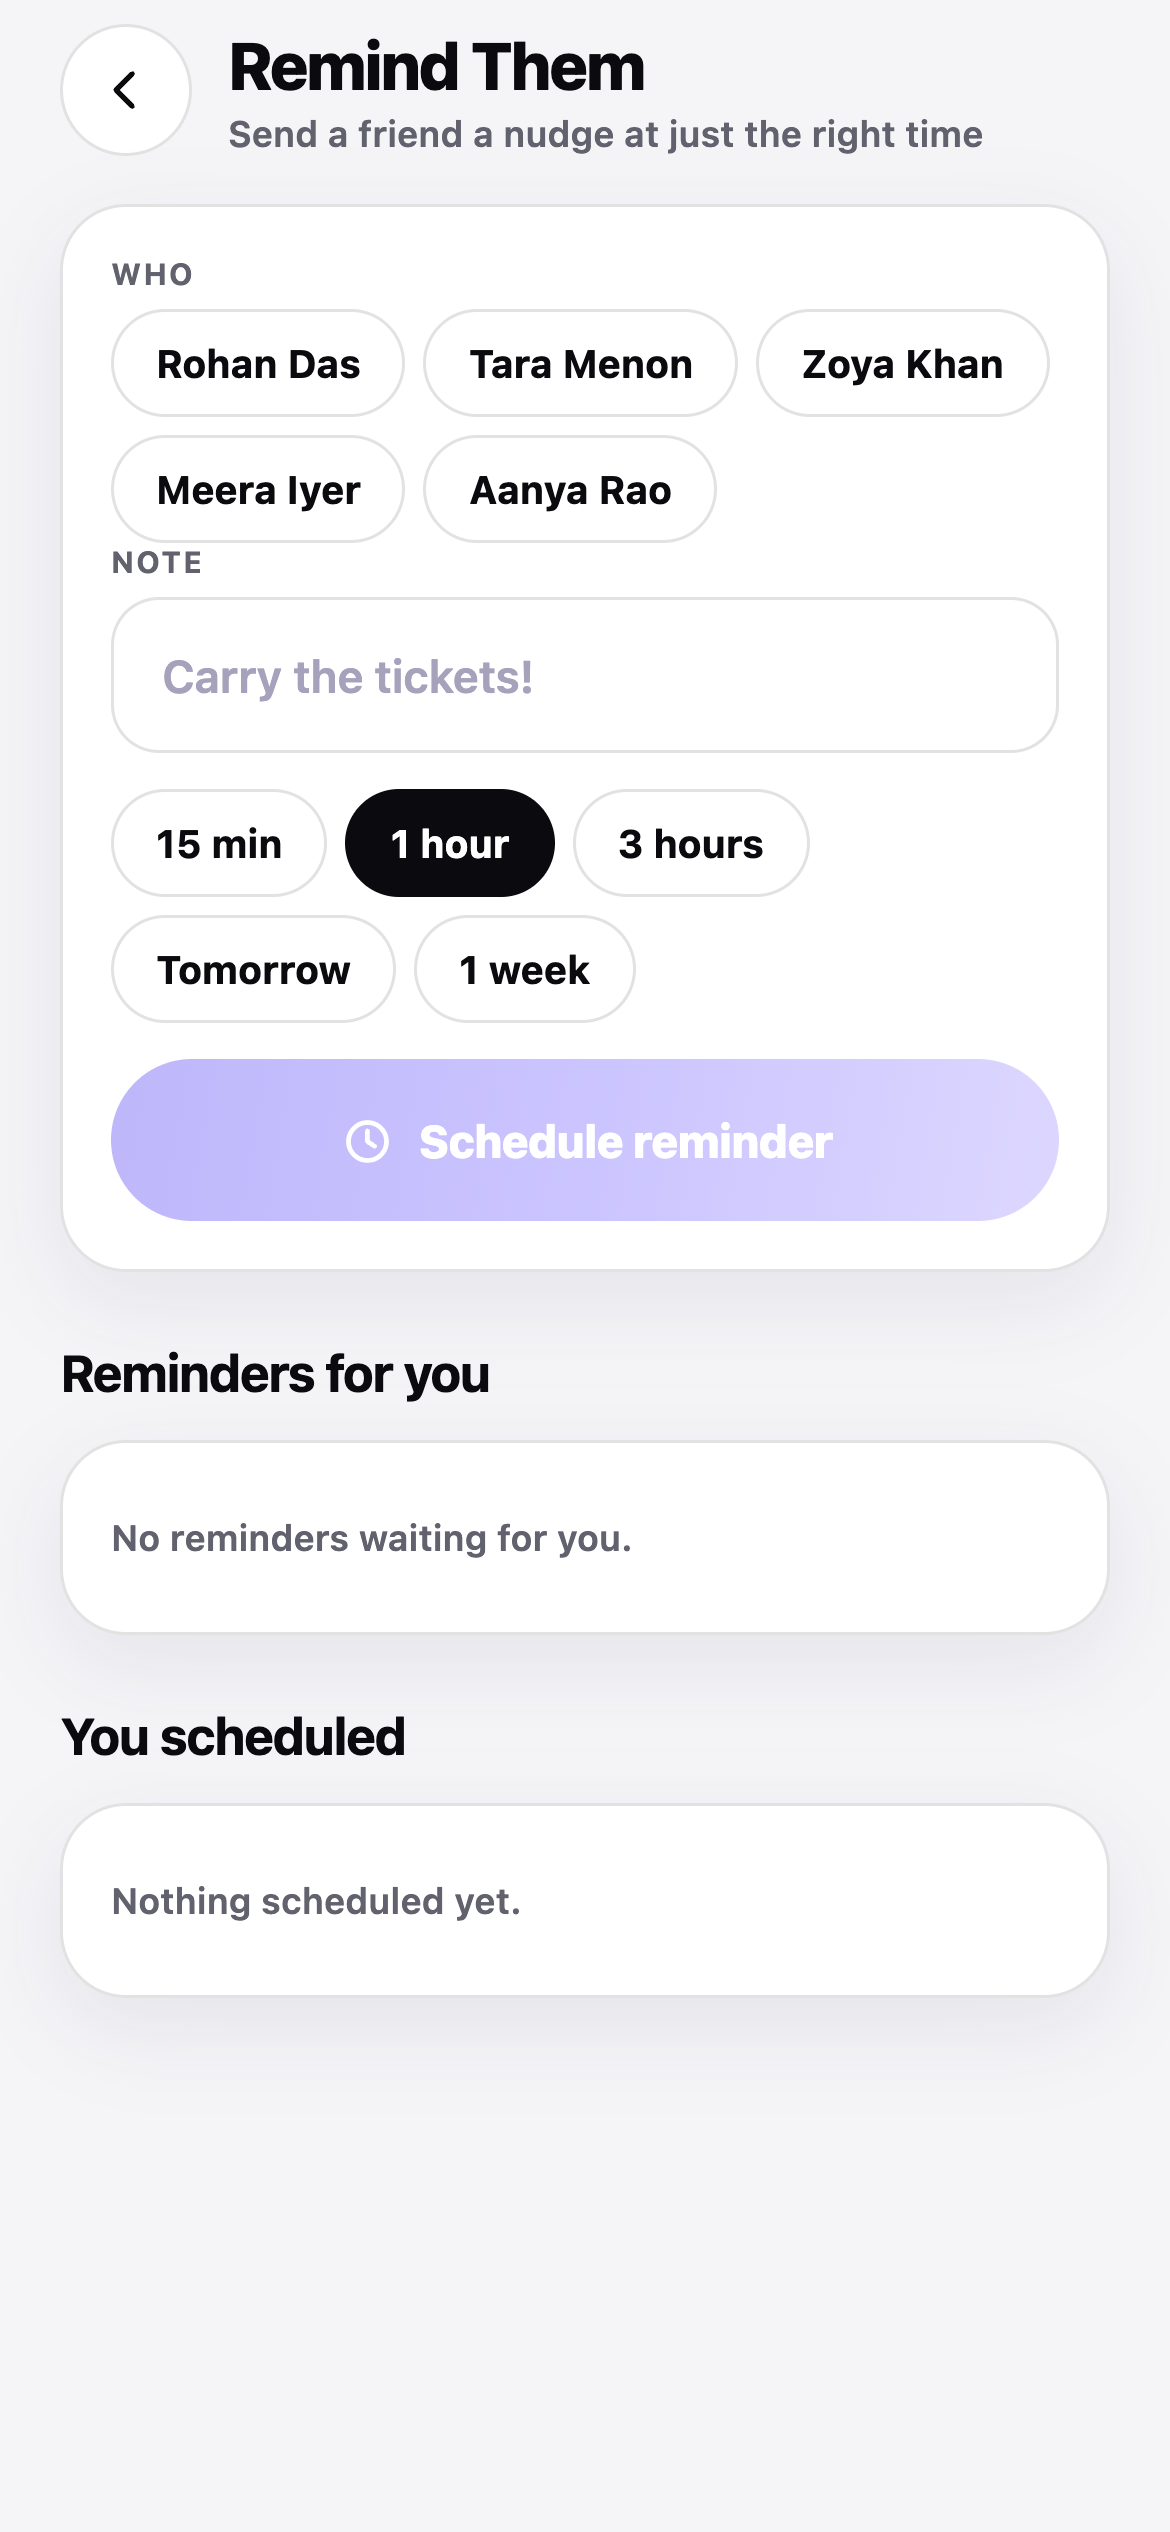 Remind Them
Send a friend a nudge at just the right time
WHO
Rohan Das
Tara Menon
Zoya Khan
Meera Iyer
Aanya Rao
NOTE
Carry the tickets!
15 min
1 hour
3 hours
Tomorrow
1 week
Schedule reminder
Reminders for you
No reminders waiting for you.
You scheduled
Nothing scheduled yet.